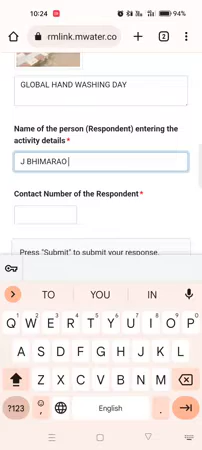 10:24
94%
rmlink.mwater.co
2
GLOBAL HAND WASHING DAY
Name of the person (Respondent) entering the
activity details *
J BHIMARAO
Contact Number of the Respondent *
Press "Submit" to submit your response.
TO YOU IN
Q W E R T Y U I O P
1 2 3 4 5 6 7 8 9 0
A S D F G H J K L
Z X C V B N M
?123 , English .